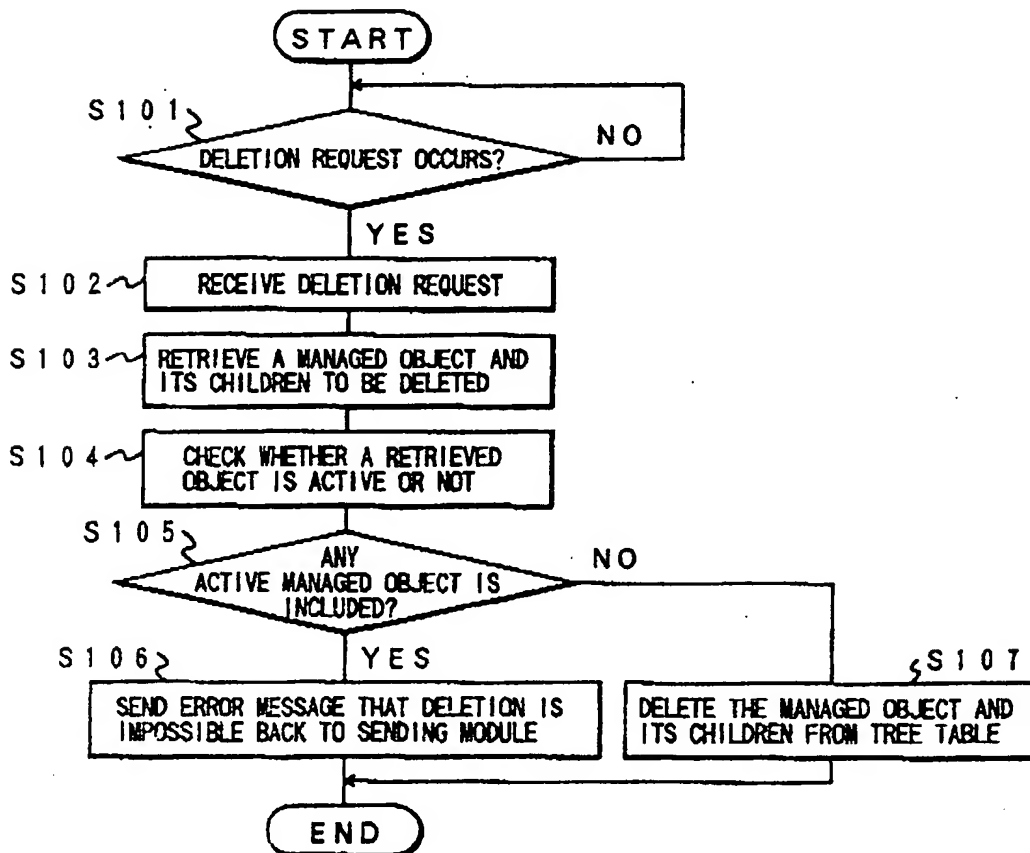 START
S101
DELETION REQUEST OCCURS?
NO
YES
S102
RECEIVE DELETION REQUEST
S103
RETRIEVE A MANAGED OBJECT AND
ITS CHILDREN TO BE DELETED
S104
CHECK WHETHER A RETRIEVED
OBJECT IS ACTIVE OR NOT
S105
ANY
ACTIVE MANAGED OBJECT IS
INCLUDED?
NO
YES
S106
SEND ERROR MESSAGE THAT DELETION IS
IMPOSSIBLE BACK TO SENDING MODULE
S107
DELETE THE MANAGED OBJECT AND
ITS CHILDREN FROM TREE TABLE
END